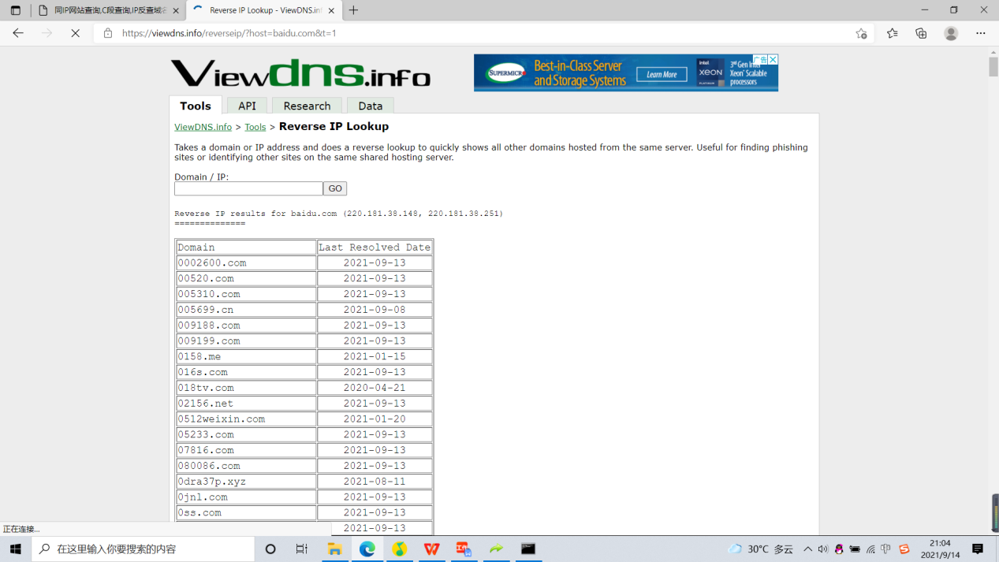 同IP网站查询,C段查询,IP反查域名
Reverse IP Lookup - ViewDNS.in
https://viewdns.info/reverseip/?host=baidu.com&t=1
Viewdns.info
SUPERMICR
Best-in-Class Server
and Storage Systems
Learn More
intel.
XEON
PLATINUM
3rd Gen Intel
Xeon Scalable
processors
广告
Tools
API
Research
Data
ViewDNS.info > Tools > Reverse IP Lookup
Takes a domain or IP address and does a reverse lookup to quickly shows all other domains hosted from the same server. Useful for finding phishing
sites or identifying other sites on the same shared hosting server.
Domain / IP:
GO
Reverse IP results for baidu.com (220.181.38.148, 220.181.38.251)
==============
Domain Last Resolved Date
0002600.com 2021-09-13
00520.com 2021-09-13
005310.com 2021-09-13
005699.cn 2021-09-08
009188.com 2021-09-13
009199.com 2021-09-13
0158.me 2021-01-15
016s.com 2021-09-13
018tv.com 2020-04-21
02156.net 2021-09-13
0512weixin.com 2021-01-20
05233.com 2021-09-13
07816.com 2021-09-13
080086.com 2021-09-13
0dra37p.xyz 2021-08-11
0jnl.com 2021-09-13
0ss.com 2021-09-13
2021-09-13
正在连接...
在这里输入你要搜索的内容
30°C 多云
中
21:04
2021/9/14